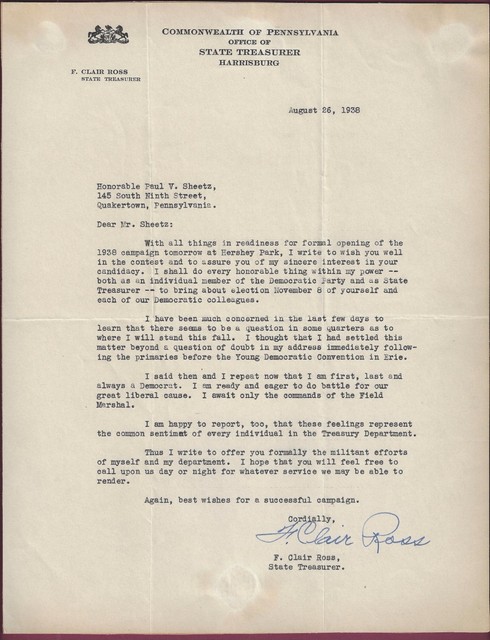 COMMONWEALTH OF PENNSYLVANIA
OFFICE OF
STATE TREASURER
HARRISBURG
F. CLAIR ROSS
STATE TREASURER
August 26, 1938
Honorable Paul V. Sheetz,
145 South Ninth Street,
Quakertown, Pennsylvania.
Dear Mr. Sheetz:
With all things in readiness for formal opening of the
1938 campaign tomorrow at Hershey Park, I write to wish you well
in the contest and to assure you of my sincere interest in your
candidacy. I shall do every honorable thing within my power --
both as an individual member of the Democratic Party and as State
Treasurer -- to bring about election November 8 of yourself and
each of our Democratic colleagues.
I have been much concerned in the last few days to
learn that there seems to be a question in some quarters as to
where I will stand this fall. I thought that I had settled this
matter beyond a question of doubt in my address immediately follow-
ing the primaries before the Young Democratic Convention in Erie.
I said then and I repeat now that I am first, last and
always a Democrat. I am ready and eager to do battle for our
great liberal cause. I await only the commands of the Field
Marshal.
I am happy to report, too, that these feelings represent
the common sentiment of every individual in the Treasury Department.
Thus I write to offer you formally the militant efforts
of myself and my department. I hope that you will feel free to
call upon us day or night for whatever service we may be able to
render.
Again, best wishes for a successful campaign.
Cordially,
F. Clair Ross
F. Clair Ross,
State Treasurer.